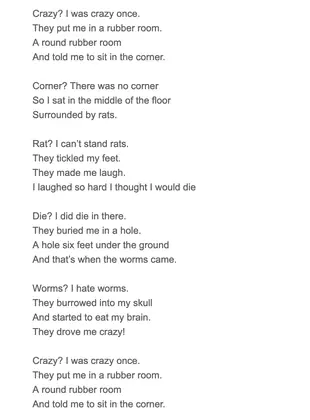 Crazy? I was crazy once.
They put me in a rubber room.
A round rubber room
And told me to sit in the corner.

Corner? There was no corner
So I sat in the middle of the floor
Surrounded by rats.

Rat? I can’t stand rats.
They tickled my feet.
They made me laugh.
I laughed so hard I thought I would die

Die? I did die in there.
They buried me in a hole.
A hole six feet under the ground
And that’s when the worms came.

Worms? I hate worms.
They burrowed into my skull
And started to eat my brain.
They drove me crazy!

Crazy? I was crazy once.
They put me in a rubber room.
A round rubber room
And told me to sit in the corner.